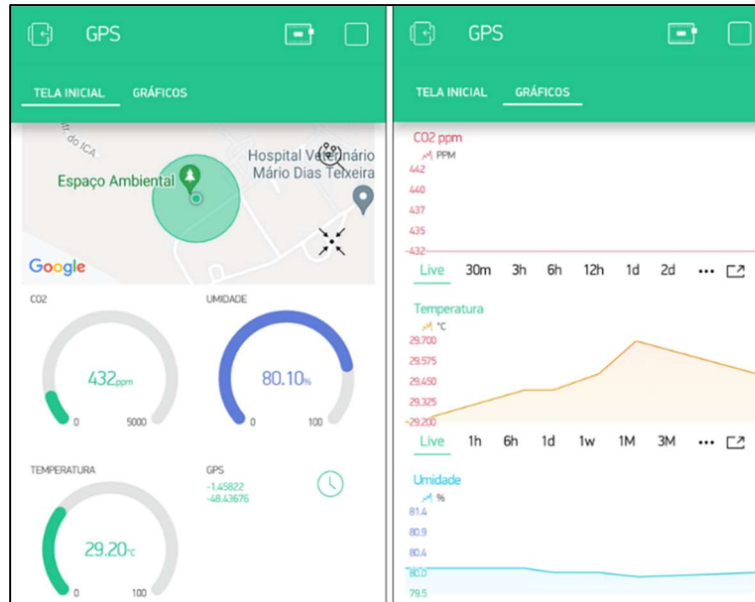 GPS
TELA INICIAL GRÁFICOS
do ICA
Espaço Ambiental
Hospital Veterinário
Mário Dias Teixeira
Google
CO2
UMIDADE
432ppm
80.10%
0 5000
0 100
TEMPERATURA
GPS
-1.45822
-48.43676
29.20°C
0 100
GPS
TELA INICIAL GRÁFICOS
CO2 ppm
PPM
442
440
437
435
432
Live 30m 3h 6h 12h 1d 2d ...
Temperatura
°C
29.700
29.575
29.450
29.325
29.200
Live 1h 6h 1d 1w 1M 3M ...
Umidade
%
81.4
80.9
80.4
80.0
79.5